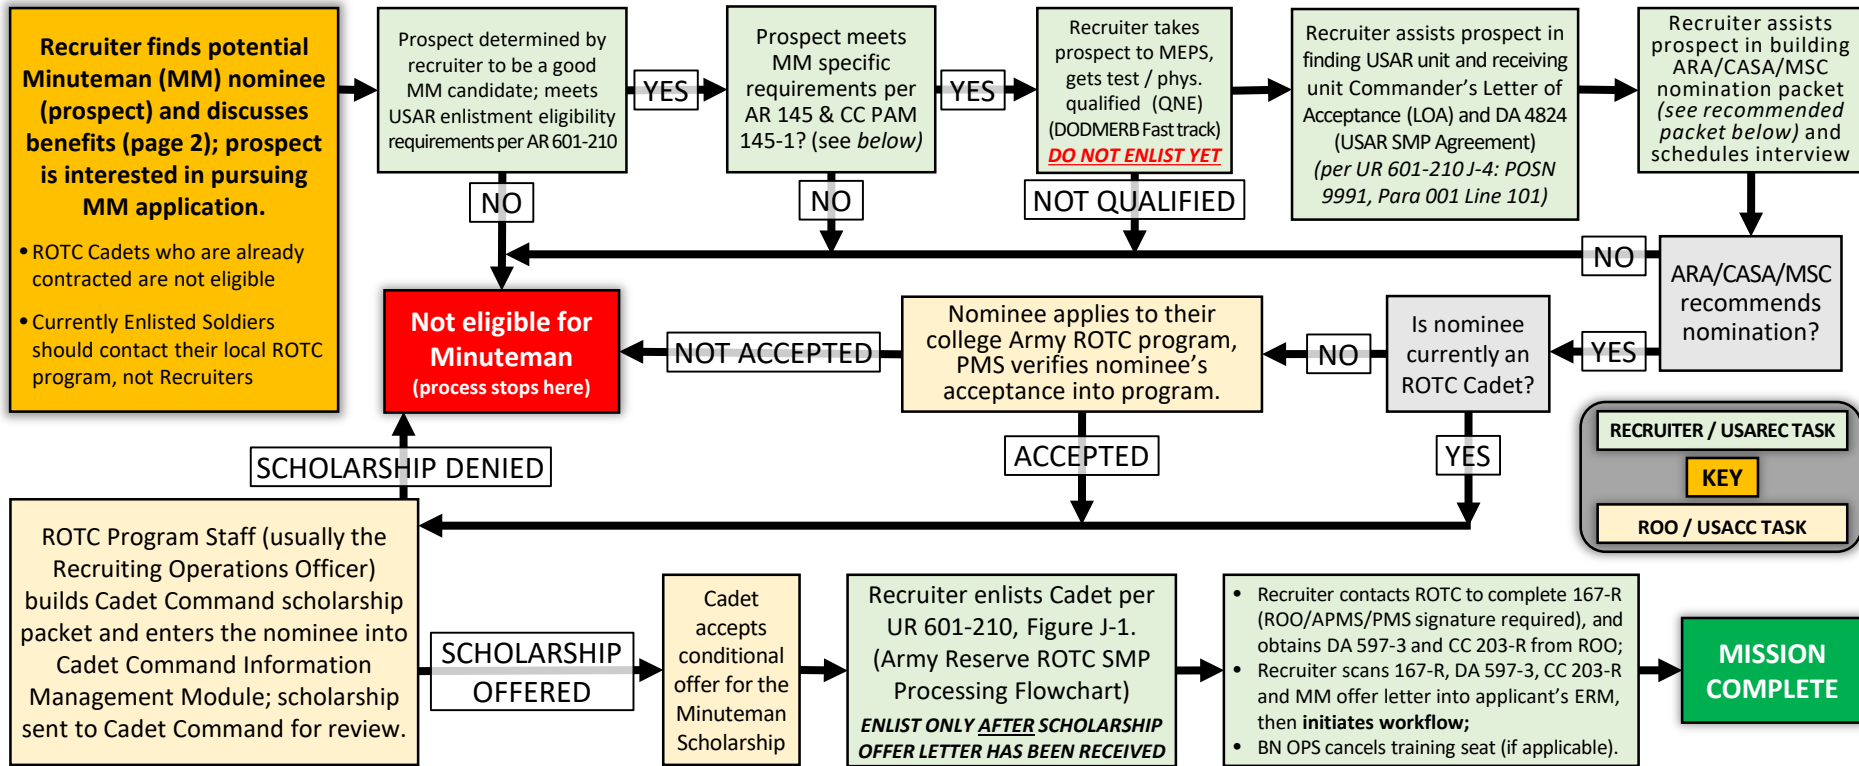 Recruiter finds potential
Minuteman (MM) nominee
(prospect) and discusses
benefits (page 2); prospect
is interested in pursuing
MM application.
• ROTC Cadets who are already
contracted are not eligible
• Currently Enlisted Soldiers
should contact their local ROTC
program, not Recruiters
Prospect determined by
recruiter to be a good
MM candidate; meets
USAR enlistment eligibility
requirements per AR 601-210
YES
NO
Prospect meets
MM specific
requirements per
AR 145 & CC PAM
145-1? (see below)
YES
NO
Recruiter takes
prospect to MEPS,
gets test / phys.
qualified (QNE)
(DODMERB Fast track)
DO NOT ENLIST YET
NOT QUALIFIED
Recruiter assists prospect in
finding USAR unit and receiving
unit Commander's Letter of
Acceptance (LOA) and DA 4824
(USAR SMP Agreement)
(per UR 601-210 J-4: POSN
9991, Para 001 Line 101)
Recruiter assists
prospect in building
ARA/CASA/MSC
nomination packet
(see recommended
packet below) and
schedules interview
NO
ARA/CASA/MSC
recommends
nomination?
YES
Is nominee
currently an
ROTC Cadet?
NO
YES
Nominee applies to their
college Army ROTC program,
PMS verifies nominee's
acceptance into program.
NOT ACCEPTED
ACCEPTED
Not eligible for
Minuteman
(process stops here)
SCHOLARSHIP DENIED
RECRUITER / USAREC TASK
KEY
ROO / USACC TASK
ROTC Program Staff (usually the
Recruiting Operations Officer)
builds Cadet Command scholarship
packet and enters the nominee into
Cadet Command Information
Management Module; scholarship
sent to Cadet Command for review.
SCHOLARSHIP
OFFERED
Cadet
accepts
conditional
offer for the
Minuteman
Scholarship
Recruiter enlists Cadet per
UR 601-210, Figure J-1.
(Army Reserve ROTC SMP
Processing Flowchart)
ENLIST ONLY AFTER SCHOLARSHIP
OFFER LETTER HAS BEEN RECEIVED
• Recruiter contacts ROTC to complete 167-R
(ROO/APMS/PMS signature required), and
obtains DA 597-3 and CC 203-R from ROO;
• Recruiter scans 167-R, DA 597-3, CC 203-R
and MM offer letter into applicant's ERM,
then initiates workflow;
• BN OPS cancels training seat (if applicable).
MISSION
COMPLETE